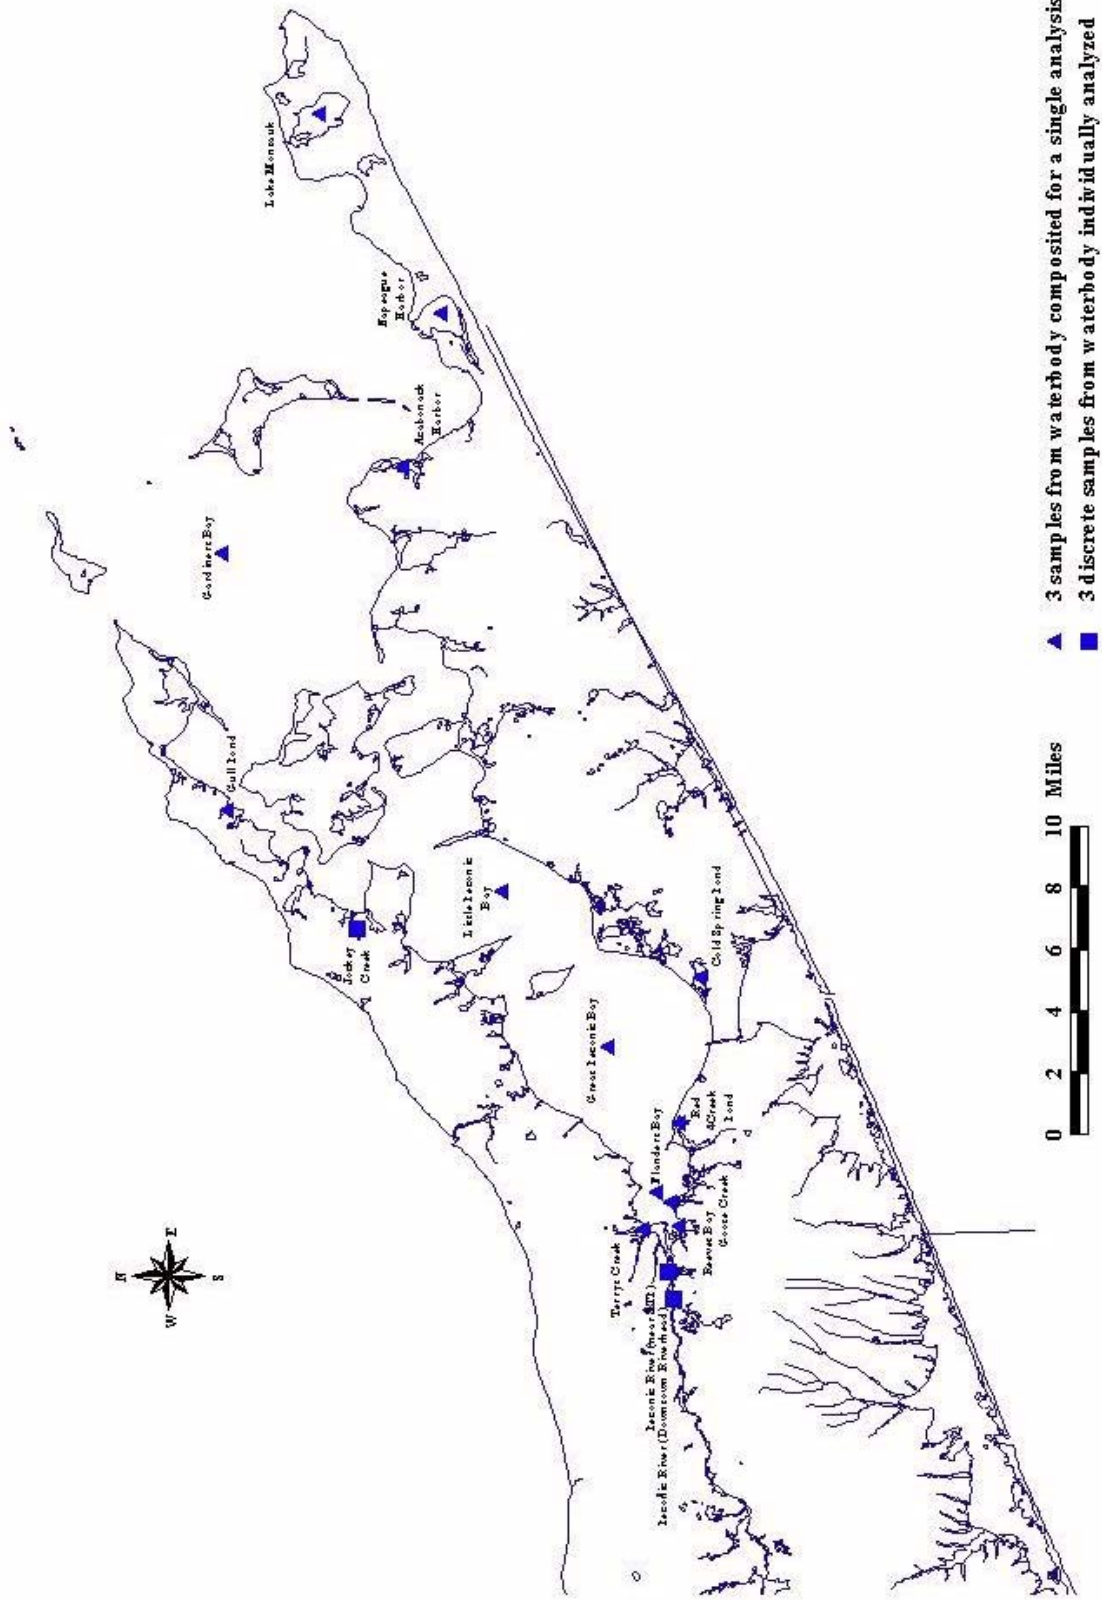 Lake Montauk
Napeague
Harbor
Acabonack
Harbor
Gardiners Bay
Gull Pond
Little Peconic
Bay
Jockey
Creek
Cold Spring Pond
Great Peconic Bay
Red
Creek
Pond
Flanders Bay
Goose Creek
Reeves Bay
Terrys Creek
Peconic River (near STP)
Peconic River (Downtown Riverhead)
N
E
S
W
0 2 4 6 8 10 Miles
3 samples from waterbody composited for a single analysis
3 discrete samples from waterbody individually analyzed